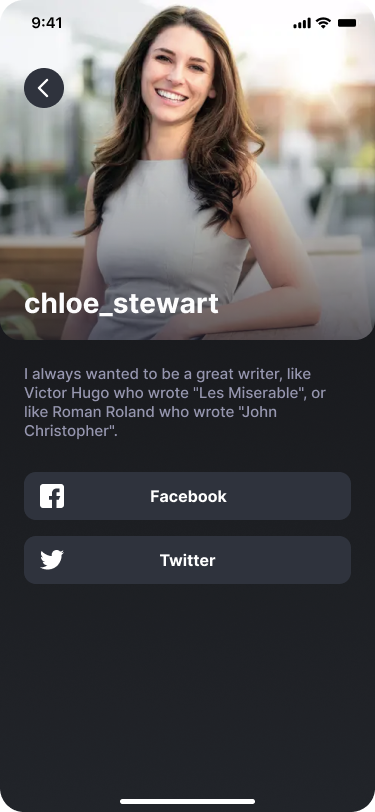 9:41
chloe_stewart
I always wanted to be a great writer, like
Victor Hugo who wrote "Les Miserable", or
like Roman Roland who wrote "John
Christopher".
Facebook
Twitter